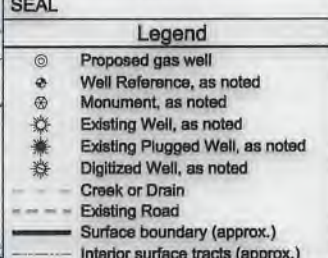 SEAL
Legend
Proposed gas well
Well Reference, as noted
Monument, as noted
Existing Well, as noted
Existing Plugged Well, as noted
Digitized Well, as noted
Creek or Drain
Existing Road
Surface boundary (approx.)
Interior surface tracts (approx.)